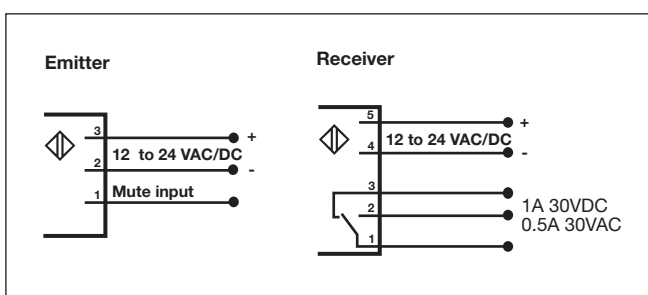 Emitter
3
+
12 to 24 VAC/DC
2
-
1
Mute input
Receiver
5
+
12 to 24 VAC/DC
4
-
3
2
1
1A 30VDC
0.5A 30VAC